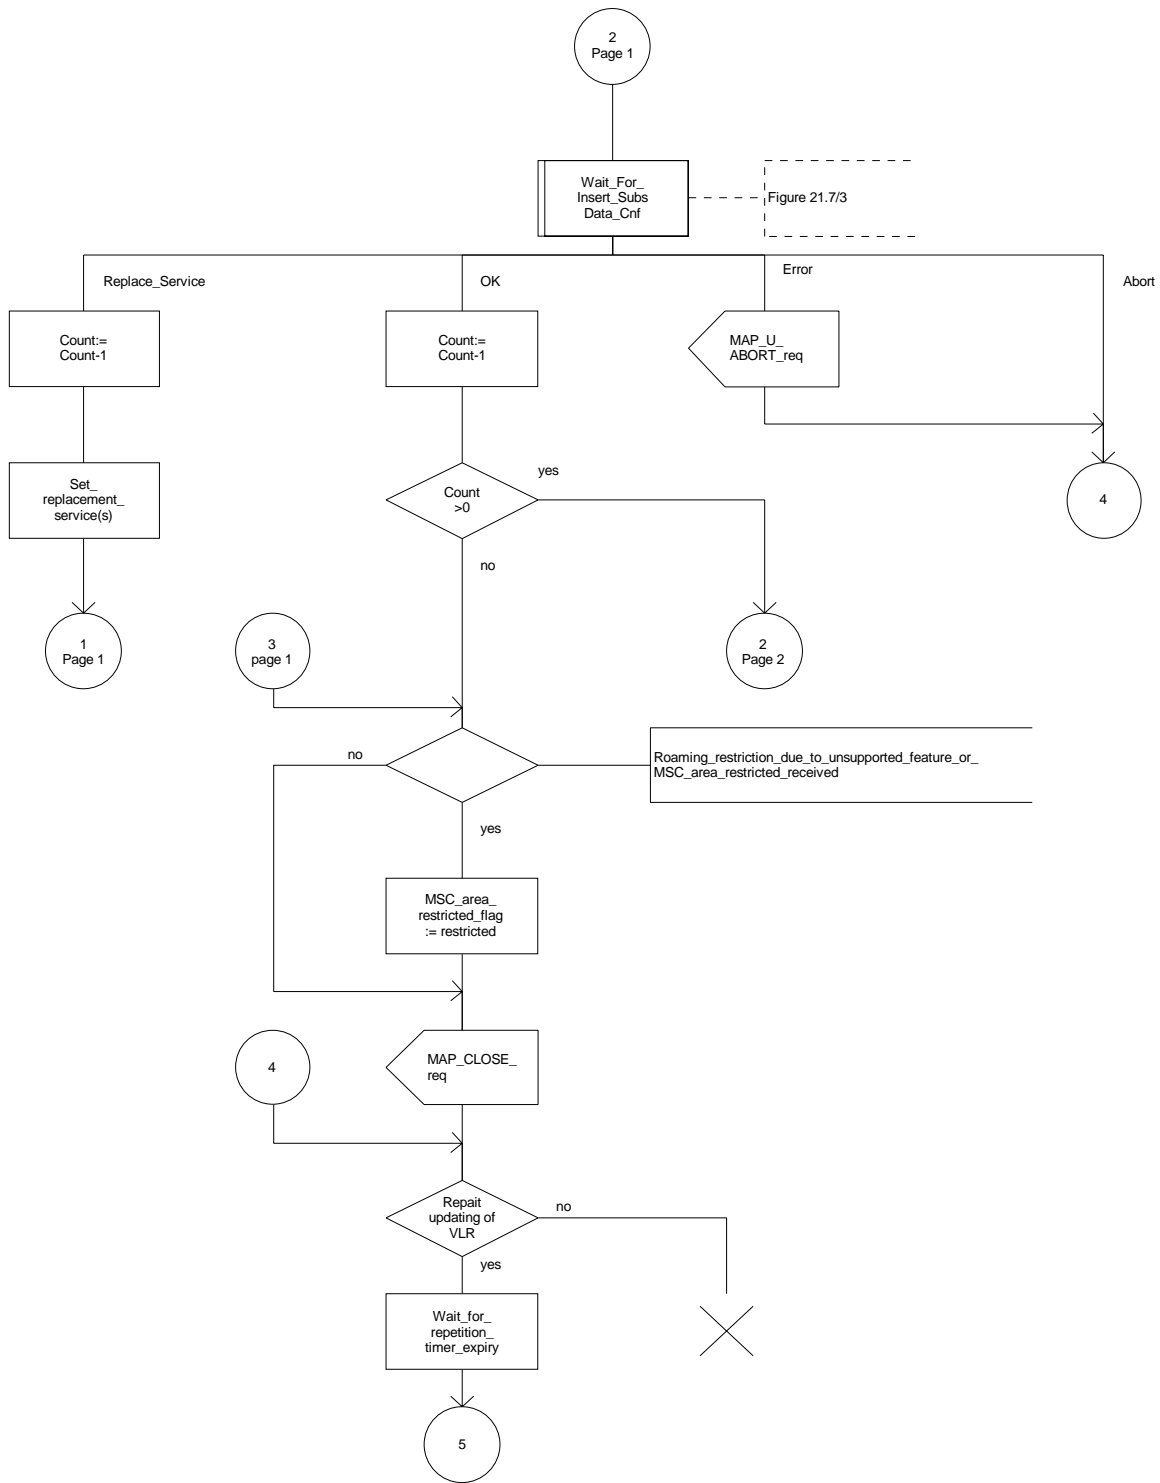 2
Page 1
Wait_For_
Insert_Subs
Data_Cnf
Figure 21.7/3
Replace_Service
OK
Error
Abort
Count:=
Count-1
Count:=
Count-1
MAP_U_
ABORT_req
Set_
replacement_
service(s)
Count
>0
yes
4
no
1
Page 1
3
page 1
2
Page 2
no
Roaming_restriction_due_to_unsupported_feature_or_
MSC_area_restricted_received
yes
MSC_area_
restricted_flag
:= restricted
4
MAP_CLOSE_
req
Repait
updating of
VLR
no
yes
Wait_for_
repetition_
timer_expiry
5